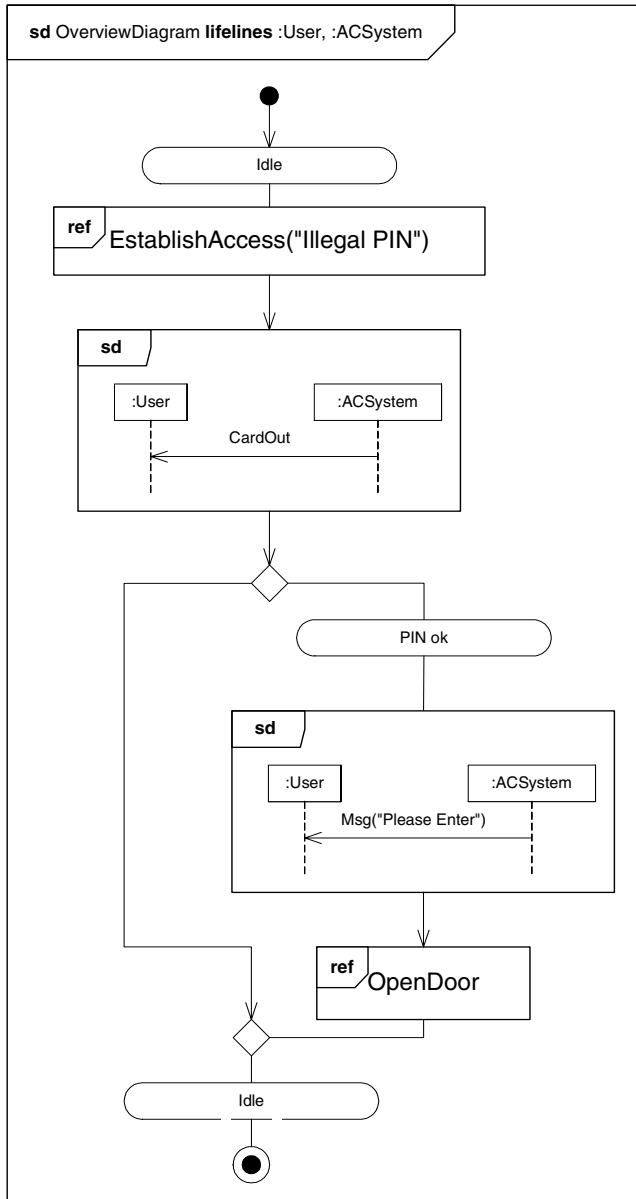 sd OverviewDiagram lifelines :User, :ACSystem
Idle
ref
EstablishAccess("Illegal PIN")
sd
:User :ACSystem
CardOut
PIN ok
sd
:User :ACSystem
Msg("Please Enter")
ref
OpenDoor
Idle